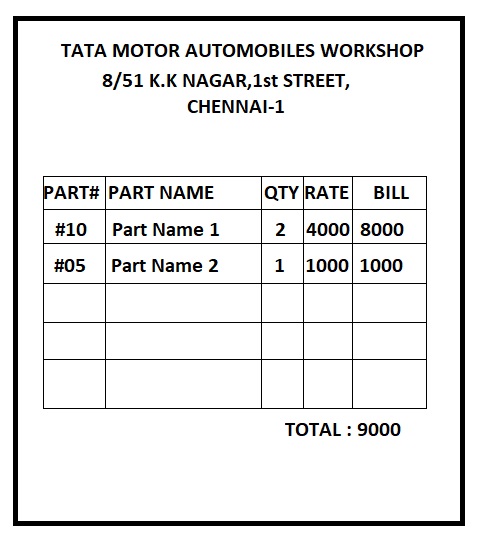 TATA MOTOR AUTOMOBILES WORKSHOP
8/51 K.K NAGAR,1st STREET,
CHENNAI-1
PART# PART NAME QTY RATE BILL
#10 Part Name 1 2 4000 8000
#05 Part Name 2 1 1000 1000
TOTAL : 9000